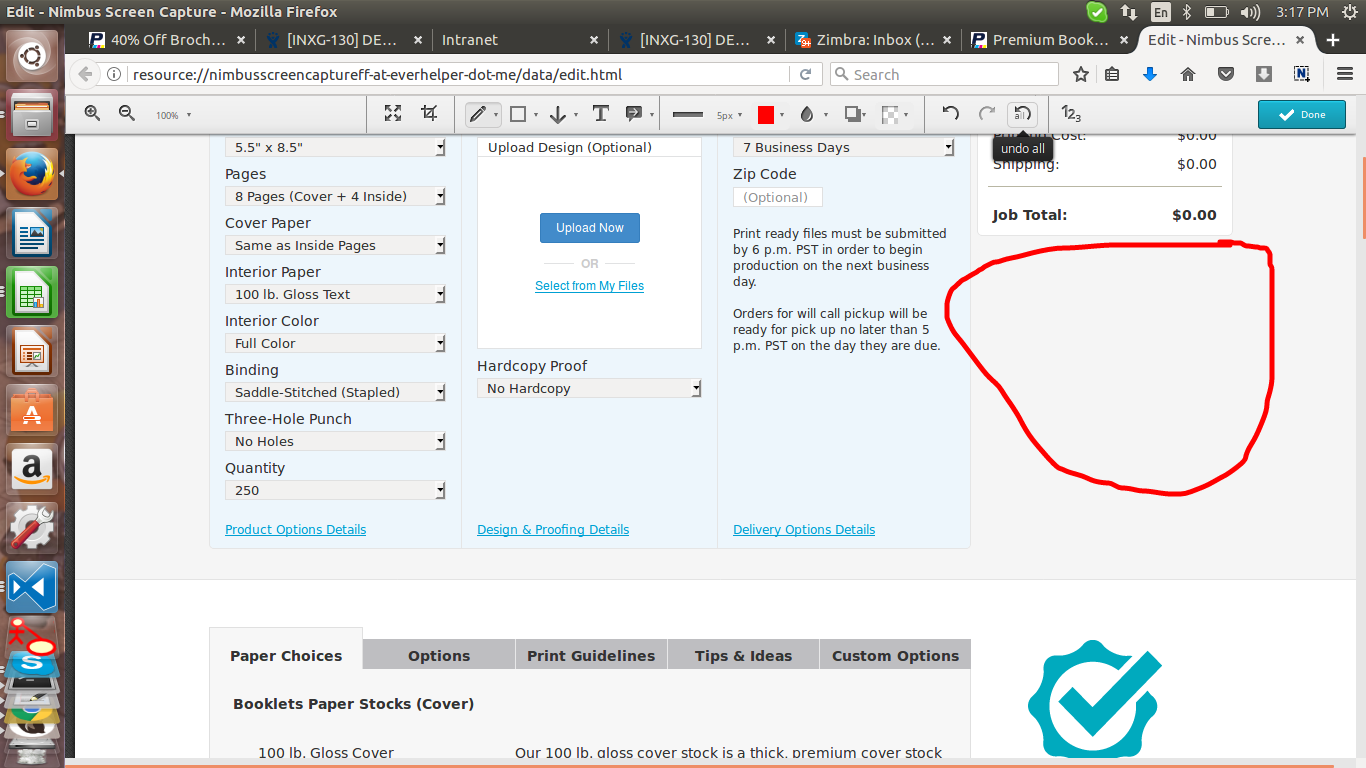 Edit - Nimbus Screen Capture - Mozilla Firefox
En
3:17 PM
40% Off Broch...
[INXG-130] DE...
Intranet
[INXG-130] DE...
Zimbra: Inbox (...
Premium Book...
Edit - Nimbus Scre...
resource://nimbusscreencaptureff-at-everhelper-dot-me/data/edit.html
Search
100%
5px
all
123
Done
undo all
5.5" x 8.5"
Pages
8 Pages (Cover + 4 Inside)
Cover Paper
Same as Inside Pages
Interior Paper
100 lb. Gloss Text
Interior Color
Full Color
Binding
Saddle-Stitched (Stapled)
Three-Hole Punch
No Holes
Quantity
250
Product Options Details
Upload Design (Optional)
Upload Now
OR
Select from My Files
Hardcopy Proof
No Hardcopy
Design & Proofing Details
7 Business Days
Zip Code
(Optional)
Print ready files must be submitted
by 6 p.m. PST in order to begin
production on the next business
day.
Orders for will call pickup will be
ready for pick up no later than 5
p.m. PST on the day they are due.
Delivery Options Details
Cost: $0.00
Shipping: $0.00
Job Total: $0.00
Paper Choices
Options
Print Guidelines
Tips & Ideas
Custom Options
Booklets Paper Stocks (Cover)
100 lb. Gloss Cover
Our 100 lb. gloss cover stock is a thick, premium cover stock